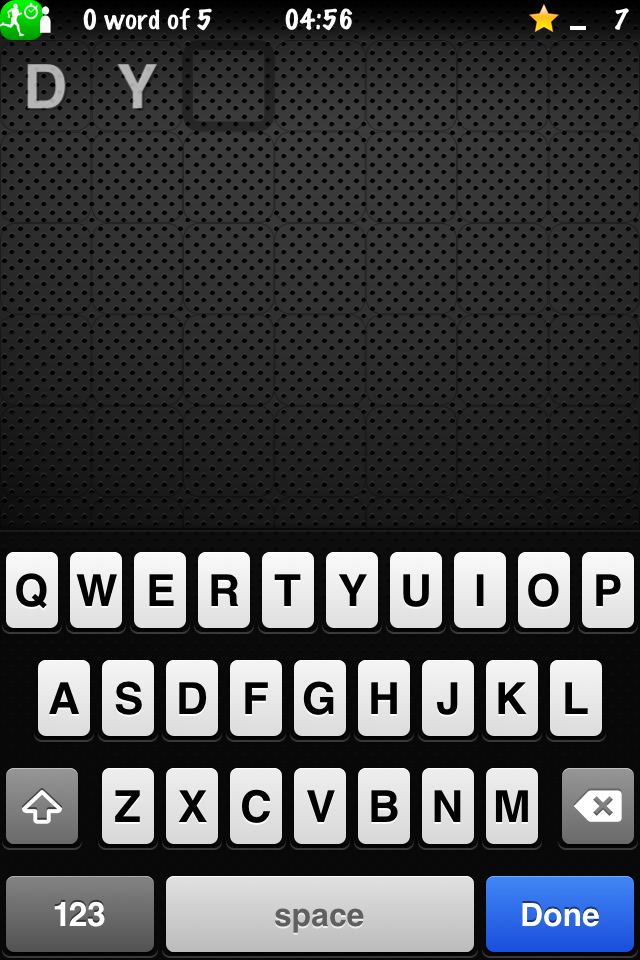 0 word of 5 04:56 _ 7
D Y
Q W E R T Y U I O P
A S D F G H J K L
Z X C V B N M
123 space Done